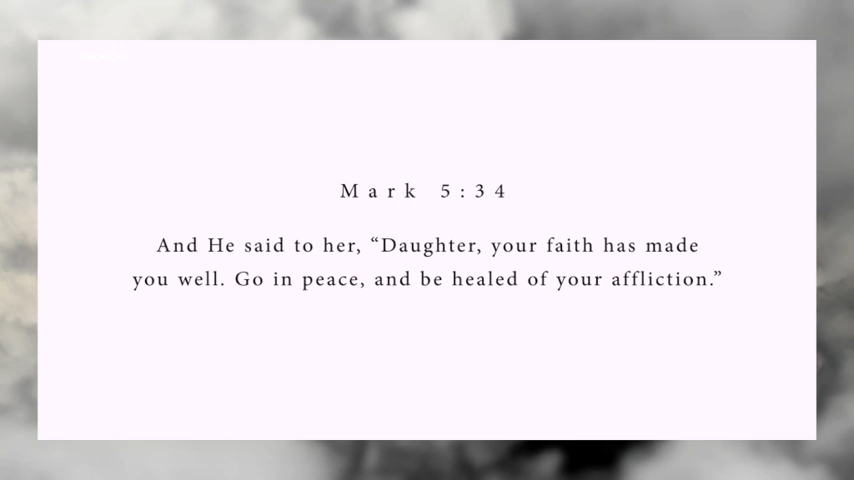 Mark 5:34
And He said to her, “Daughter, your faith has made
you well. Go in peace, and be healed of your affliction.”